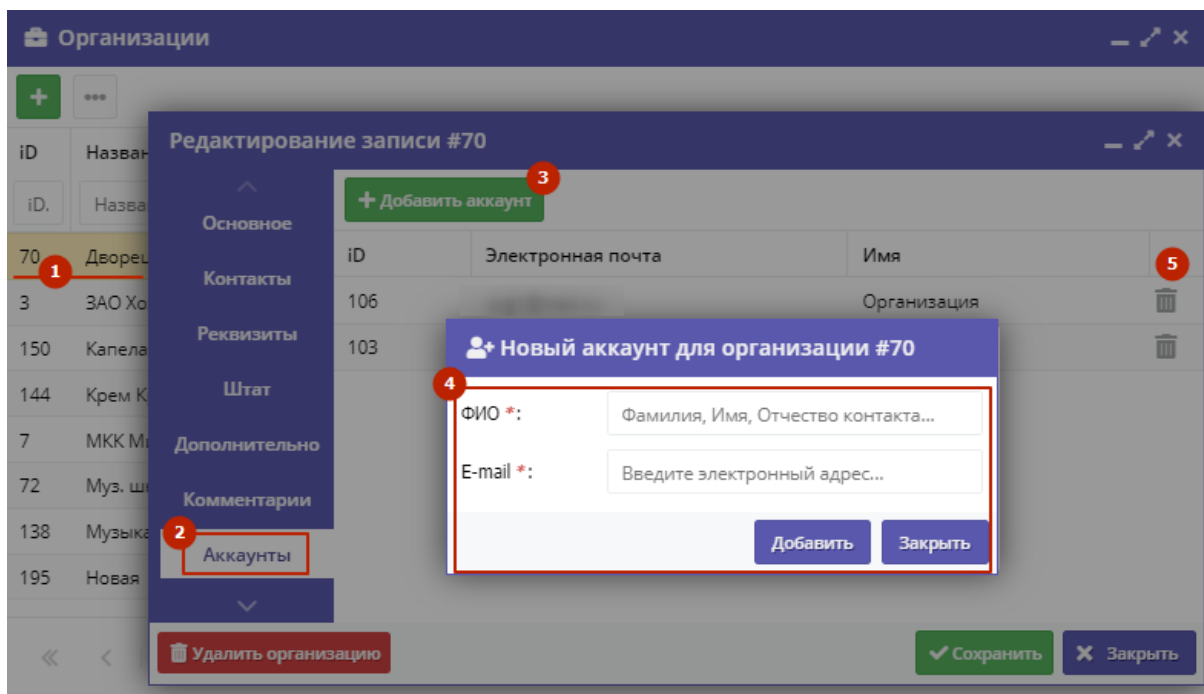 Организации
iD
Назван
Редактирование записи #70
iD.
Назва
Основное
+ Добавить аккаунт
3
70
1
Дворец
Контакты
iD
Электронная почта
Имя
5
3
ЗАО Хо
106
Организация
Реквизиты
150
Капела
103
Новый аккаунт для организации #70
4
144
Крем К
Штат
ФИО *:
Фамилия, Имя, Отчество контакта...
7
МКК Ми
Дополнительно
E-mail *:
Введите электронный адрес...
72
Муз. ш
Комментарии
138
Музыка
2
Аккаунты
Добавить
Закрыть
195
Новая
Удалить организацию
Сохранить
Закрыть